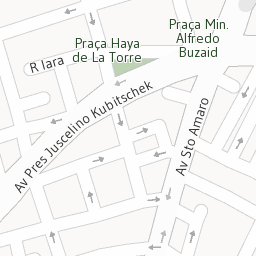 Praça Min.
Alfredo
Buzaid
Praça Haya
de La Torre
R Iara
Av Pres Juscelino Kubitschek
Av Sto Amaro